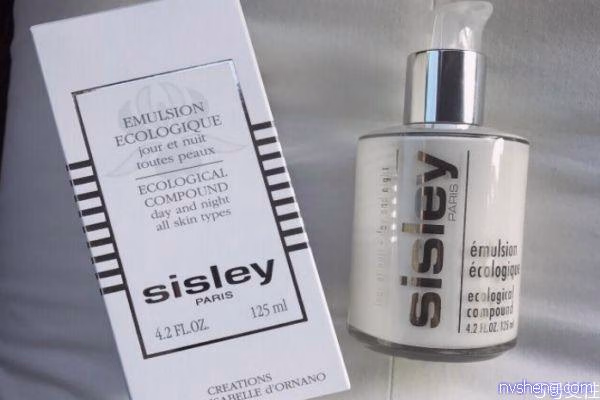 EMULSION
ECOLOGIQUE
jour et nuit
toutes peaux
ECOLOGICAL
COMPOUND
day and night
all skin types
sisley
PARIS
4.2 FL.OZ. 125 ml
CREATIONS
ISABELLE d'ORNANO
sisley
PARIS
émulsion
écologique
ecological
compound
4.2 FL.OZ. 125 ml
nvsheng.com